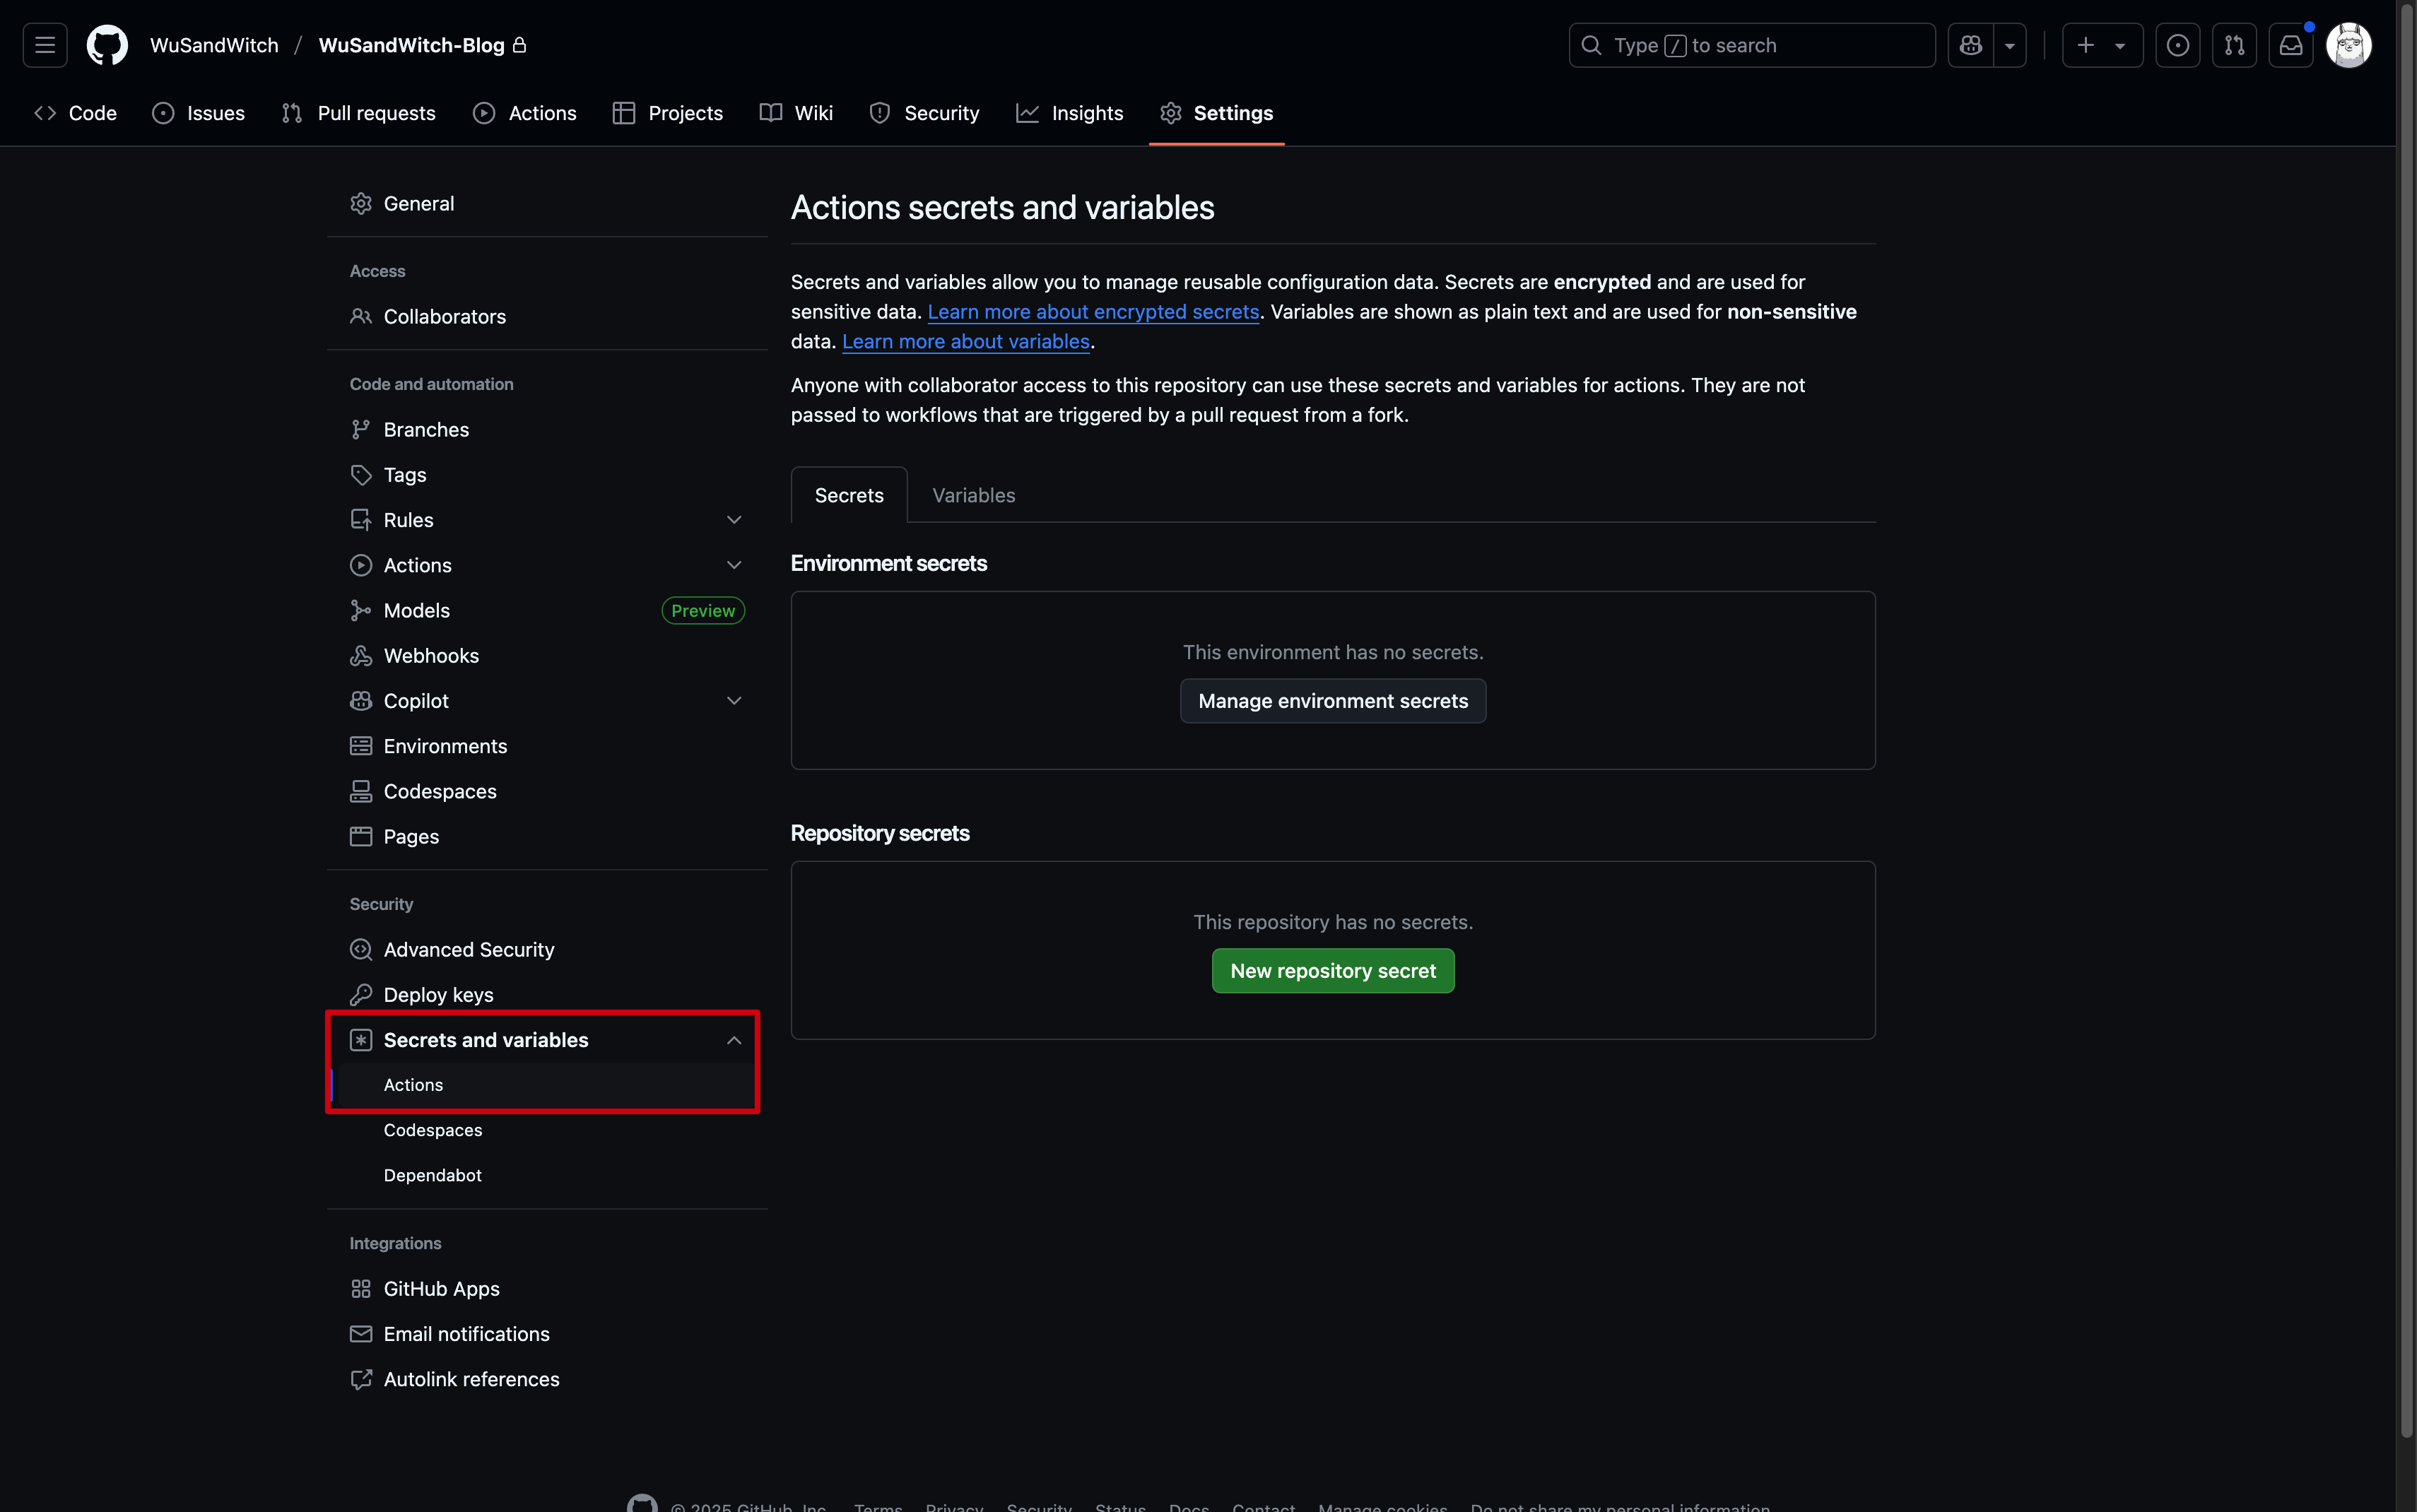 WuSandWitch / WuSandWitch-Blog
Type / to search
Code
Issues
Pull requests
Actions
Projects
Wiki
Security
Insights
Settings
General
Access
Collaborators
Code and automation
Branches
Tags
Rules
Actions
Models Preview
Webhooks
Copilot
Environments
Codespaces
Pages
Security
Advanced Security
Deploy keys
Secrets and variables
Actions
Codespaces
Dependabot
Integrations
GitHub Apps
Email notifications
Autolink references
Actions secrets and variables
Secrets and variables allow you to manage reusable configuration data. Secrets are encrypted and are used for
sensitive data. Learn more about encrypted secrets. Variables are shown as plain text and are used for non-sensitive
data. Learn more about variables.
Anyone with collaborator access to this repository can use these secrets and variables for actions. They are not
passed to workflows that are triggered by a pull request from a fork.
Secrets
Variables
Environment secrets
This environment has no secrets.
Manage environment secrets
Repository secrets
This repository has no secrets.
New repository secret
© 2025 GitHub, Inc. Terms Privacy Security Status Docs Contact Manage cookies Do not share my personal information